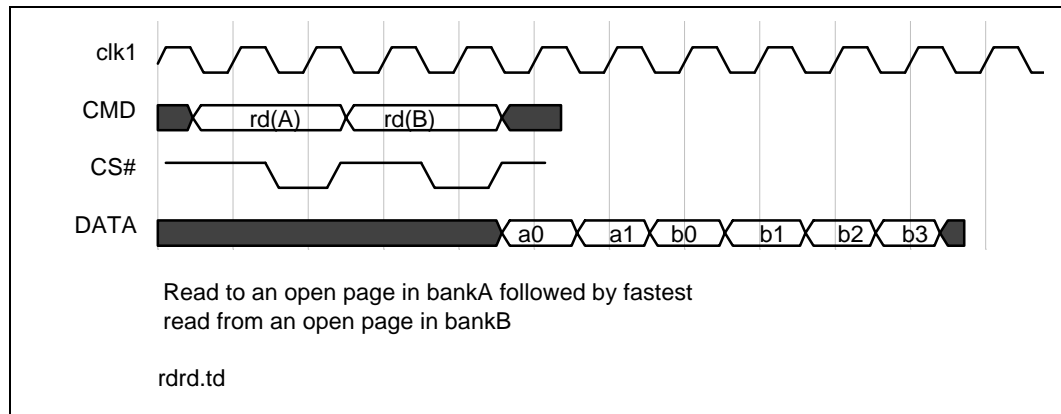 clk1
CMD rd(A) rd(B)
CS#
DATA a0 a1 b0 b1 b2 b3
Read to an open page in bankA followed by fastest
read from an open page in bankB
rdrd.td